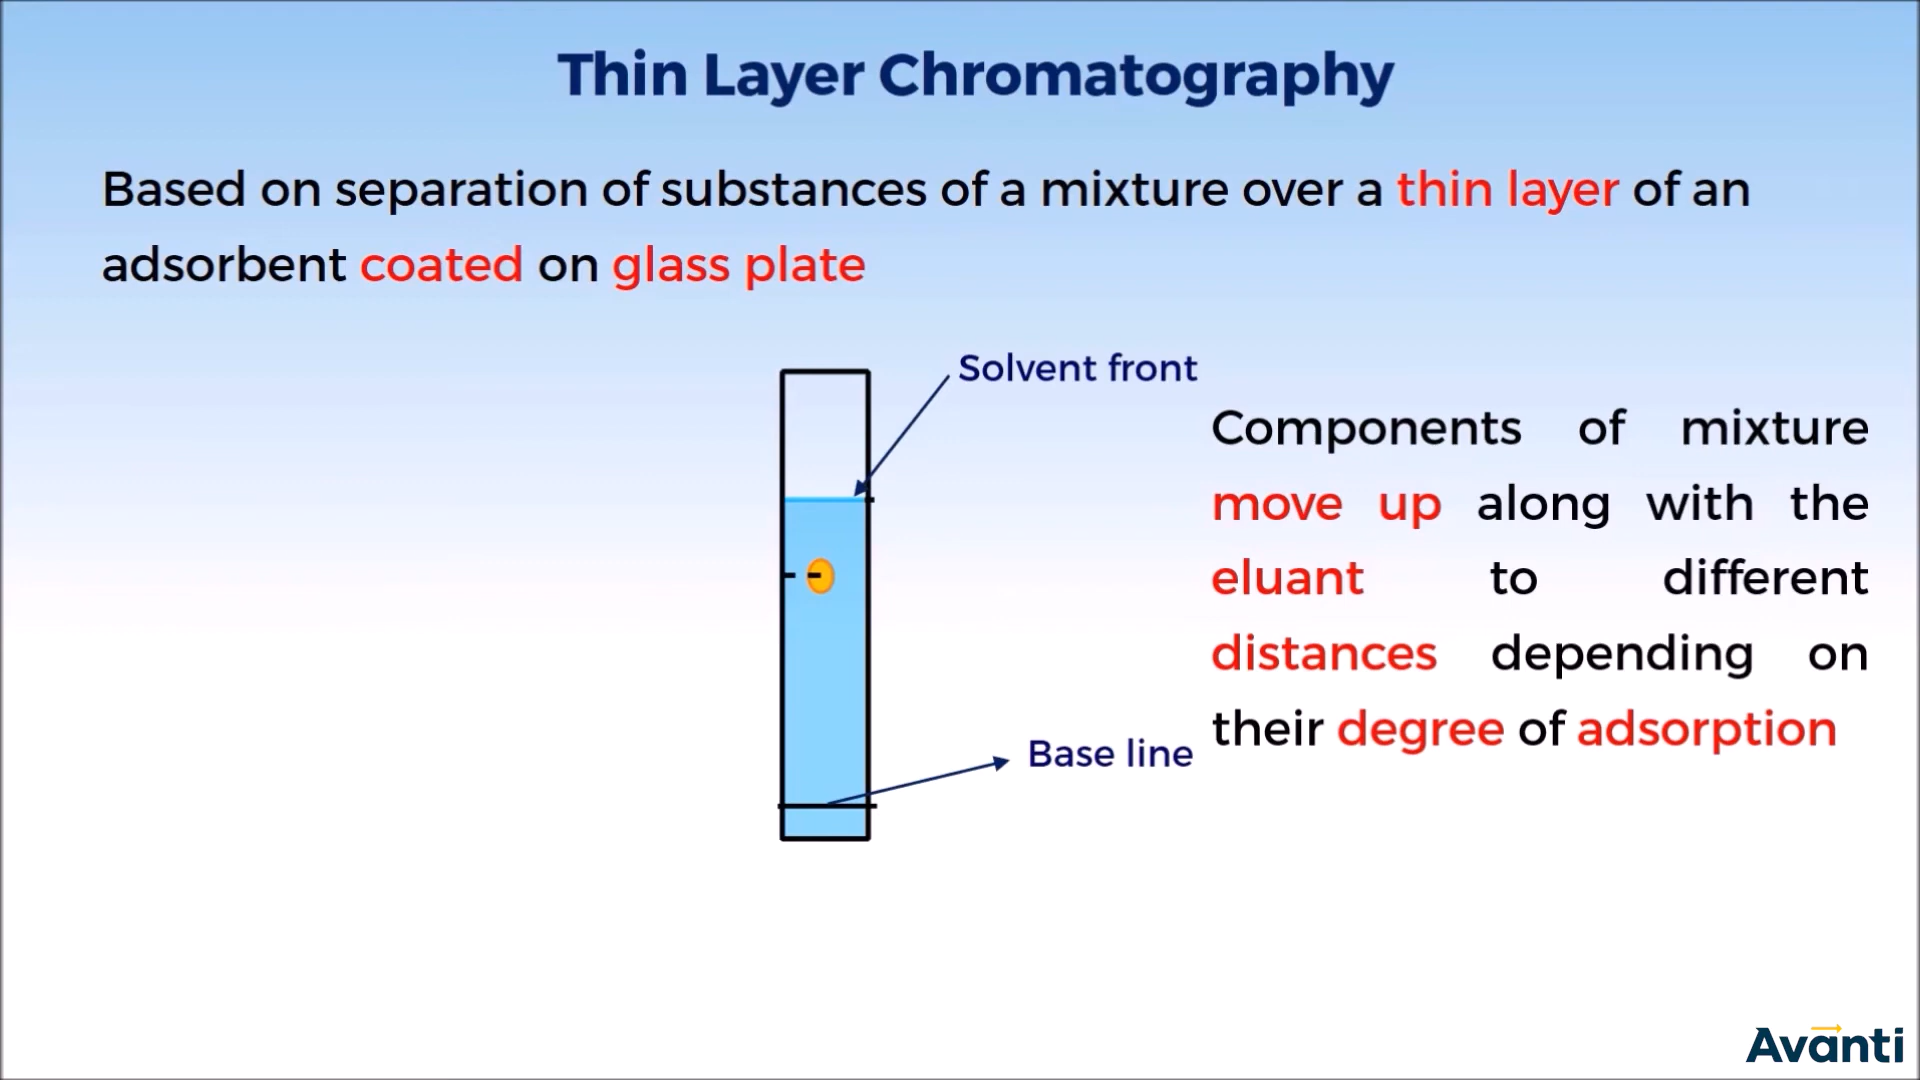 Thin Layer Chromatography
Based on separation of substances of a mixture over a thin layer of an
adsorbent coated on glass plate
Solvent front
Components of mixture
move up along with the
eluant to different
distances depending on
their degree of adsorption
Base line
Avanti